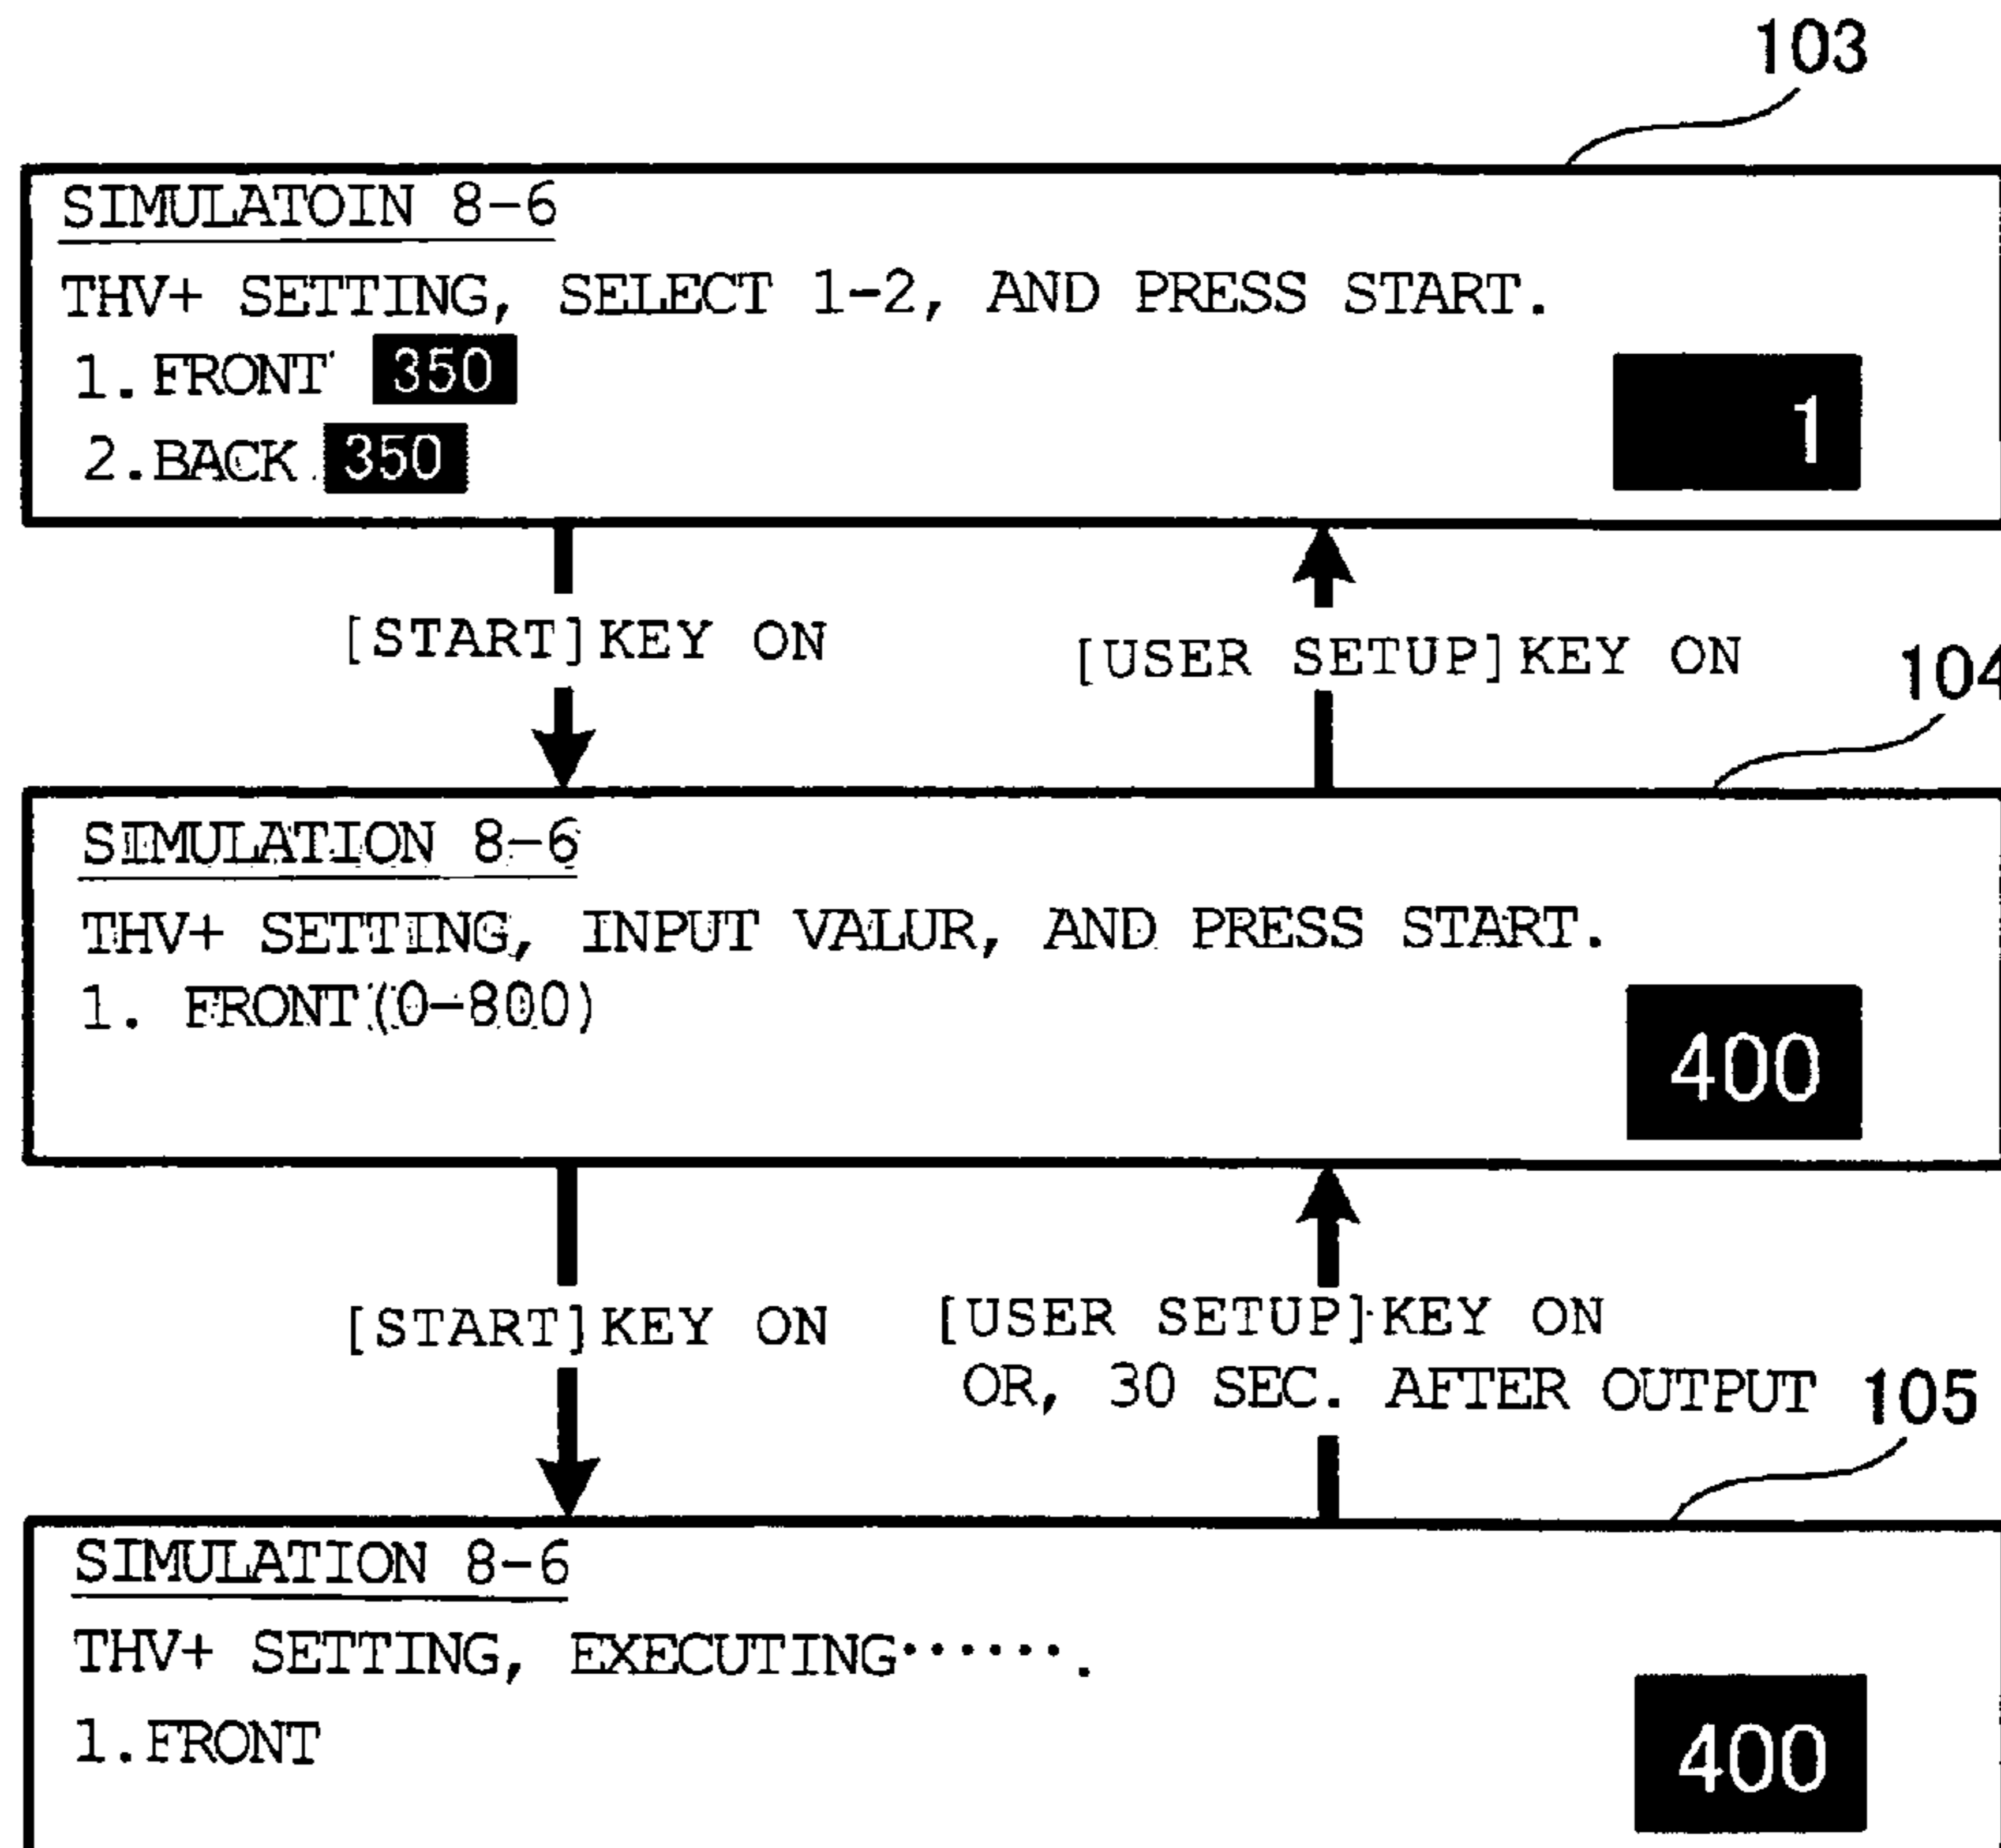 103
SIMULATOIN 8-6
THV+ SETTING, SELECT 1-2, AND PRESS START.
1. FRONT 350
1
2. BACK 350
[START]KEY ON
[USER SETUP]KEY ON
104
SIMULATION 8-6
THV+ SETTING, INPUT VALUR, AND PRESS START.
1. FRONT(0-800)
400
[START]KEY ON
[USER SETUP]KEY ON
OR, 30 SEC. AFTER OUTPUT
105
SIMULATION 8-6
THV+ SETTING, EXECUTING•••••• .
1. FRONT
400